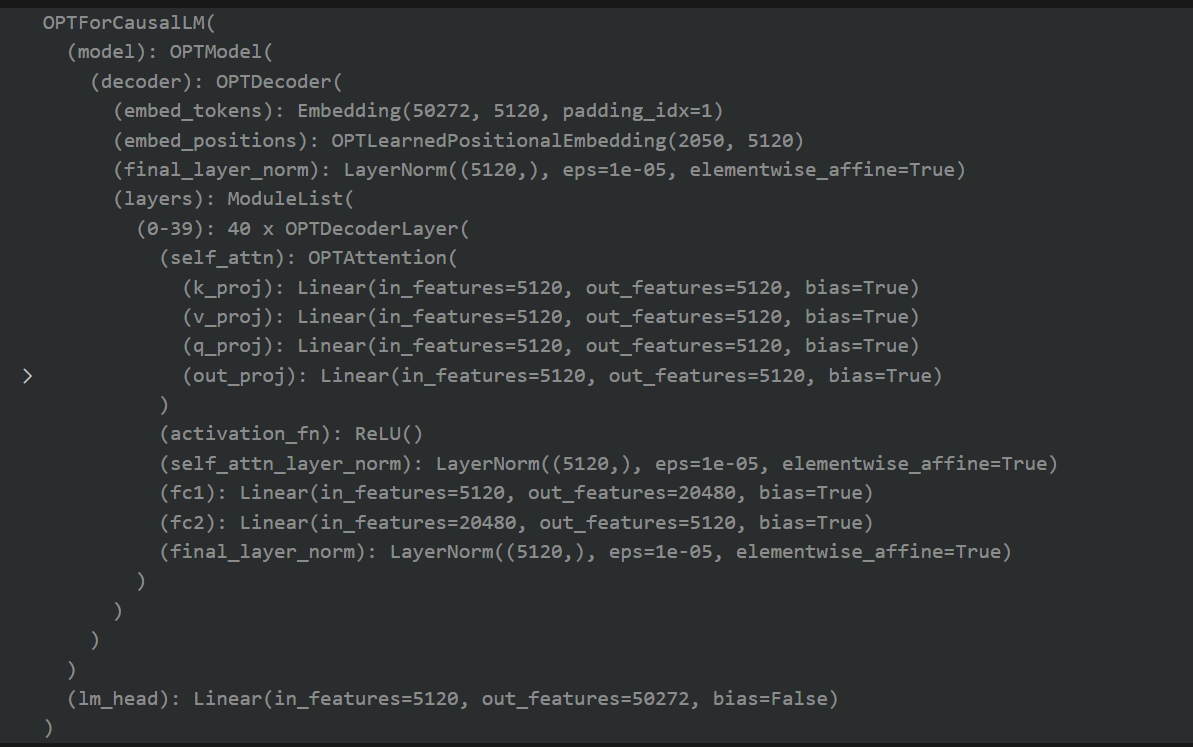 OPTForCausalLM(
  (model): OPTModel(
    (decoder): OPTDecoder(
      (embed_tokens): Embedding(50272, 5120, padding_idx=1)
      (embed_positions): OPTLearnedPositionalEmbedding(2050, 5120)
      (final_layer_norm): LayerNorm((5120,), eps=1e-05, elementwise_affine=True)
      (layers): ModuleList(
        (0-39): 40 x OPTDecoderLayer(
          (self_attn): OPTAttention(
            (k_proj): Linear(in_features=5120, out_features=5120, bias=True)
            (v_proj): Linear(in_features=5120, out_features=5120, bias=True)
            (q_proj): Linear(in_features=5120, out_features=5120, bias=True)
            (out_proj): Linear(in_features=5120, out_features=5120, bias=True)
          )
          (activation_fn): ReLU()
          (self_attn_layer_norm): LayerNorm((5120,), eps=1e-05, elementwise_affine=True)
          (fc1): Linear(in_features=5120, out_features=20480, bias=True)
          (fc2): Linear(in_features=20480, out_features=5120, bias=True)
          (final_layer_norm): LayerNorm((5120,), eps=1e-05, elementwise_affine=True)
        )
      )
    )
  )
  (lm_head): Linear(in_features=5120, out_features=50272, bias=False)
)